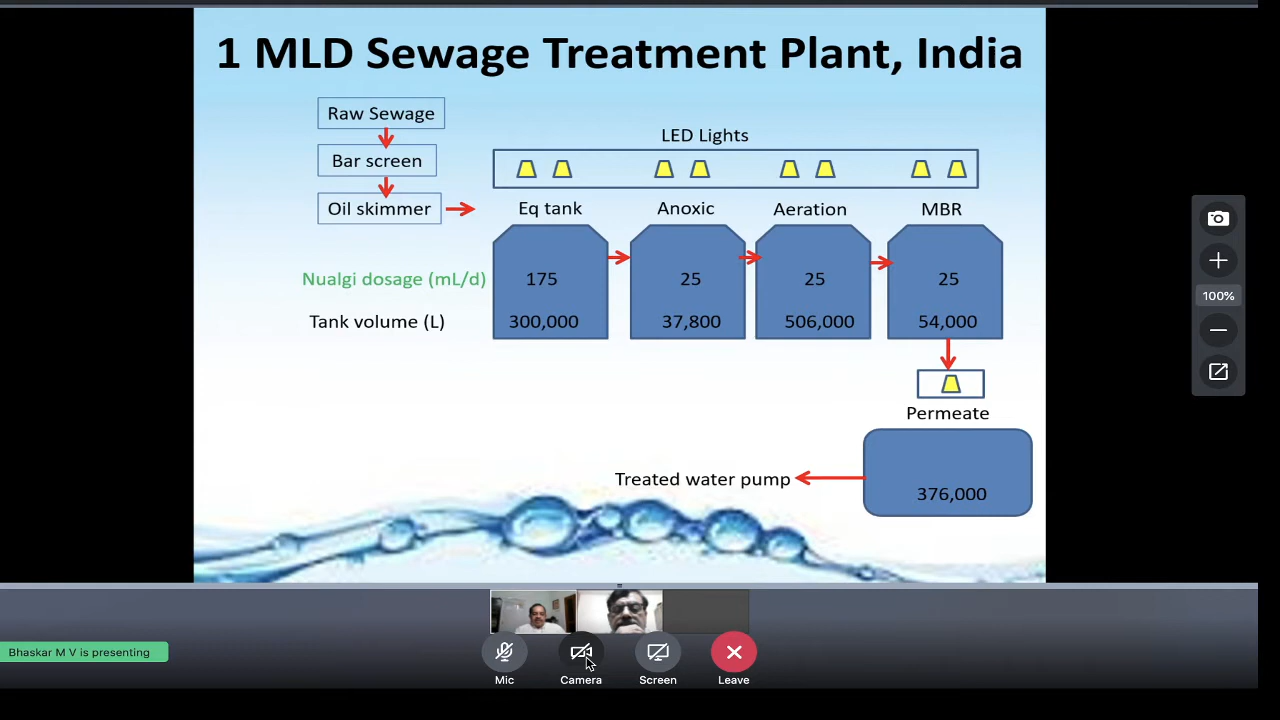 1 MLD Sewage Treatment Plant, India
Raw Sewage
Bar screen
Oil skimmer
LED Lights
Eq tank
Anoxic
Aeration
MBR
Nualgi dosage (mL/d)
175
25
25
25
Tank volume (L)
300,000
37,800
506,000
54,000
Permeate
Treated water pump
376,000
100%
Bhaskar M V is presenting
Mic
Camera
Screen
Leave